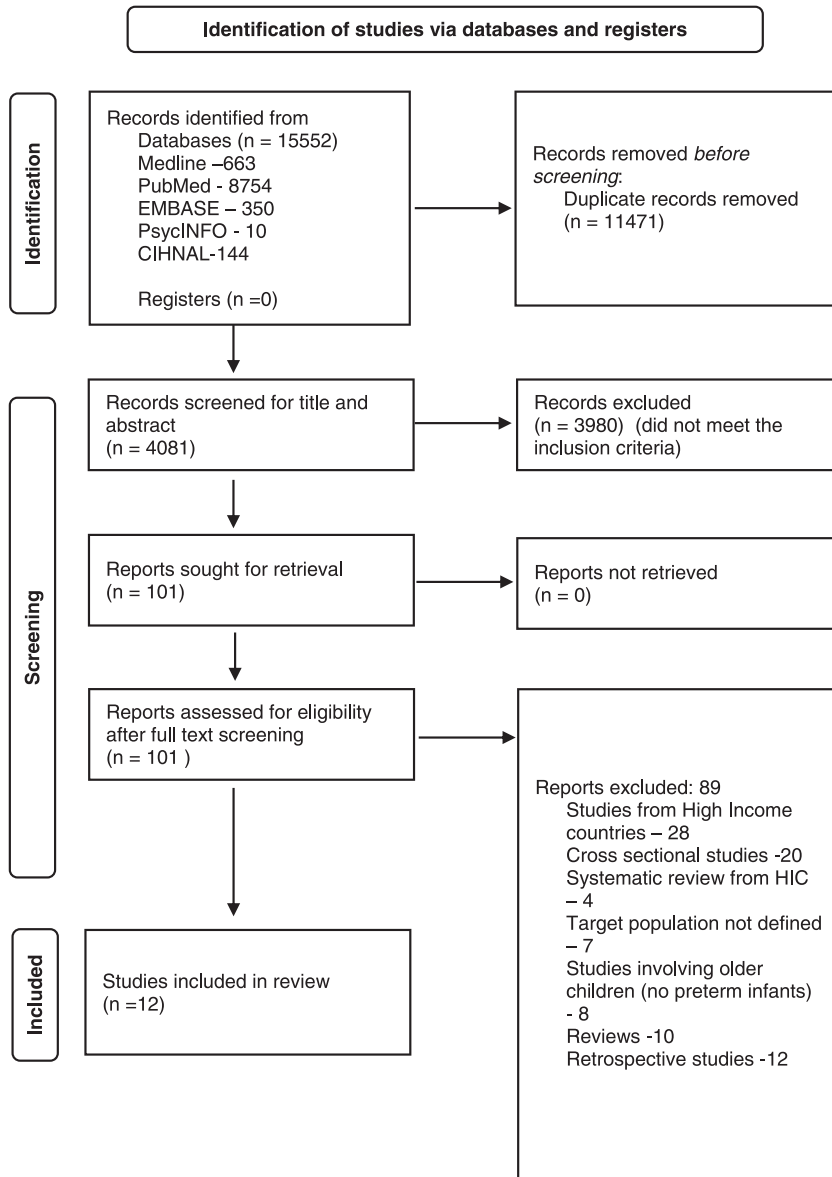 Identification of studies via databases and registers
Identification
Records identified from
Databases (n = 15552)
Medline –663
PubMed - 8754
EMBASE – 350
PsycINFO - 10
CIHNAL-144
Registers (n =0)
Records removed before
screening:
Duplicate records removed
(n = 11471)
Screening
Records screened for title and
abstract
(n = 4081)
Records excluded
(n = 3980)  (did not meet the
inclusion criteria)
Reports sought for retrieval
(n = 101)
Reports not retrieved
(n = 0)
Reports assessed for eligibility
after full text screening
(n = 101 )
Reports excluded: 89
Studies from High Income
countries – 28
Cross sectional studies -20
Systematic review from HIC
– 4
Target population not defined
– 7
Studies involving older
children (no preterm infants)
- 8
Reviews -10
Retrospective studies -12
Included
Studies included in review
(n =12)